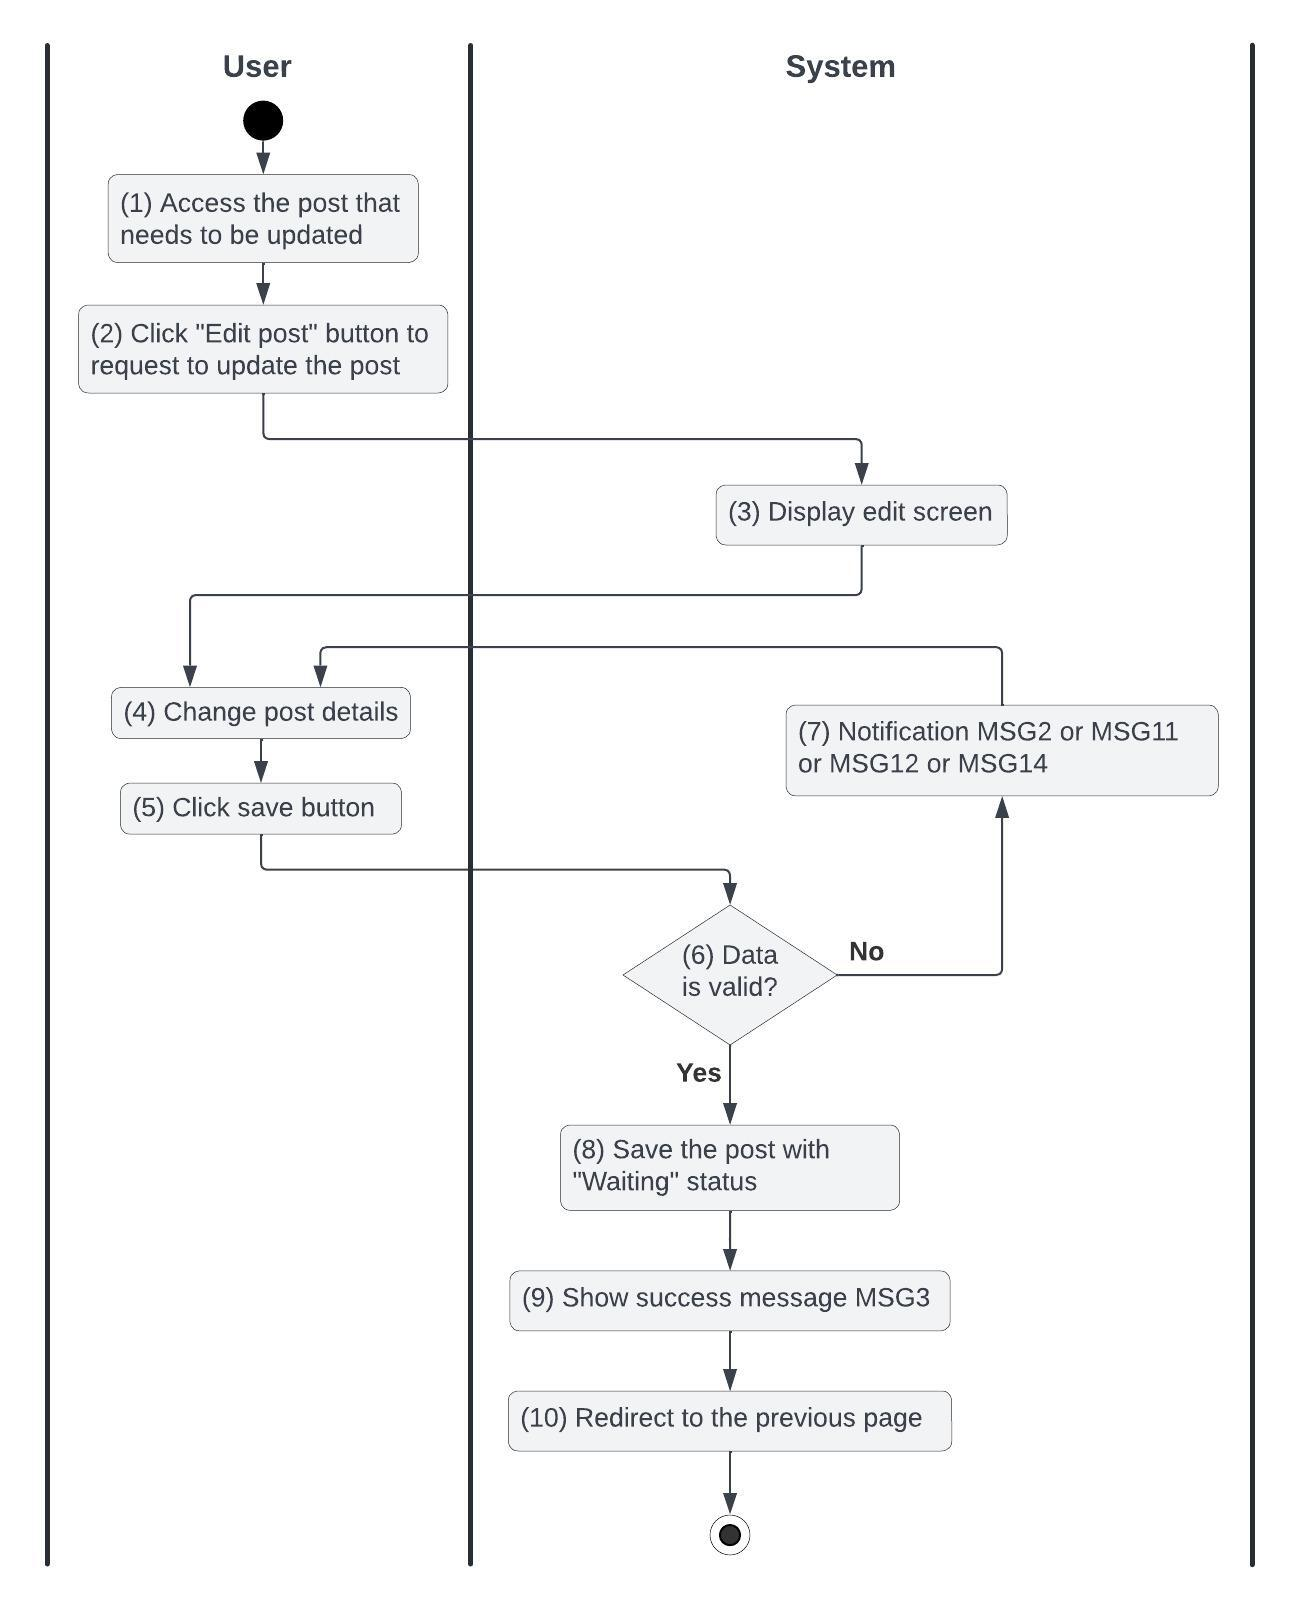 User
System
(1) Access the post that
needs to be updated
(2) Click "Edit post" button to
request to update the post
(3) Display edit screen
(4) Change post details
(7) Notification MSG2 or MSG11
or MSG12 or MSG14
(5) Click save button
(6) Data
is valid?
No
Yes
(8) Save the post with
"Waiting" status
(9) Show success message MSG3
(10) Redirect to the previous page